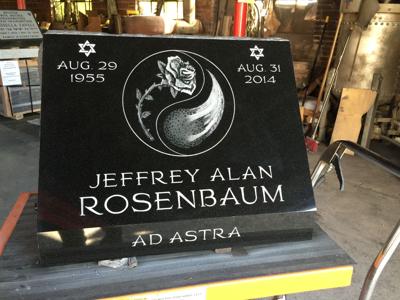 AUG. 29
1955
AUG. 31
2014
JEFFREY ALAN
ROSENBAUM
AD ASTRA